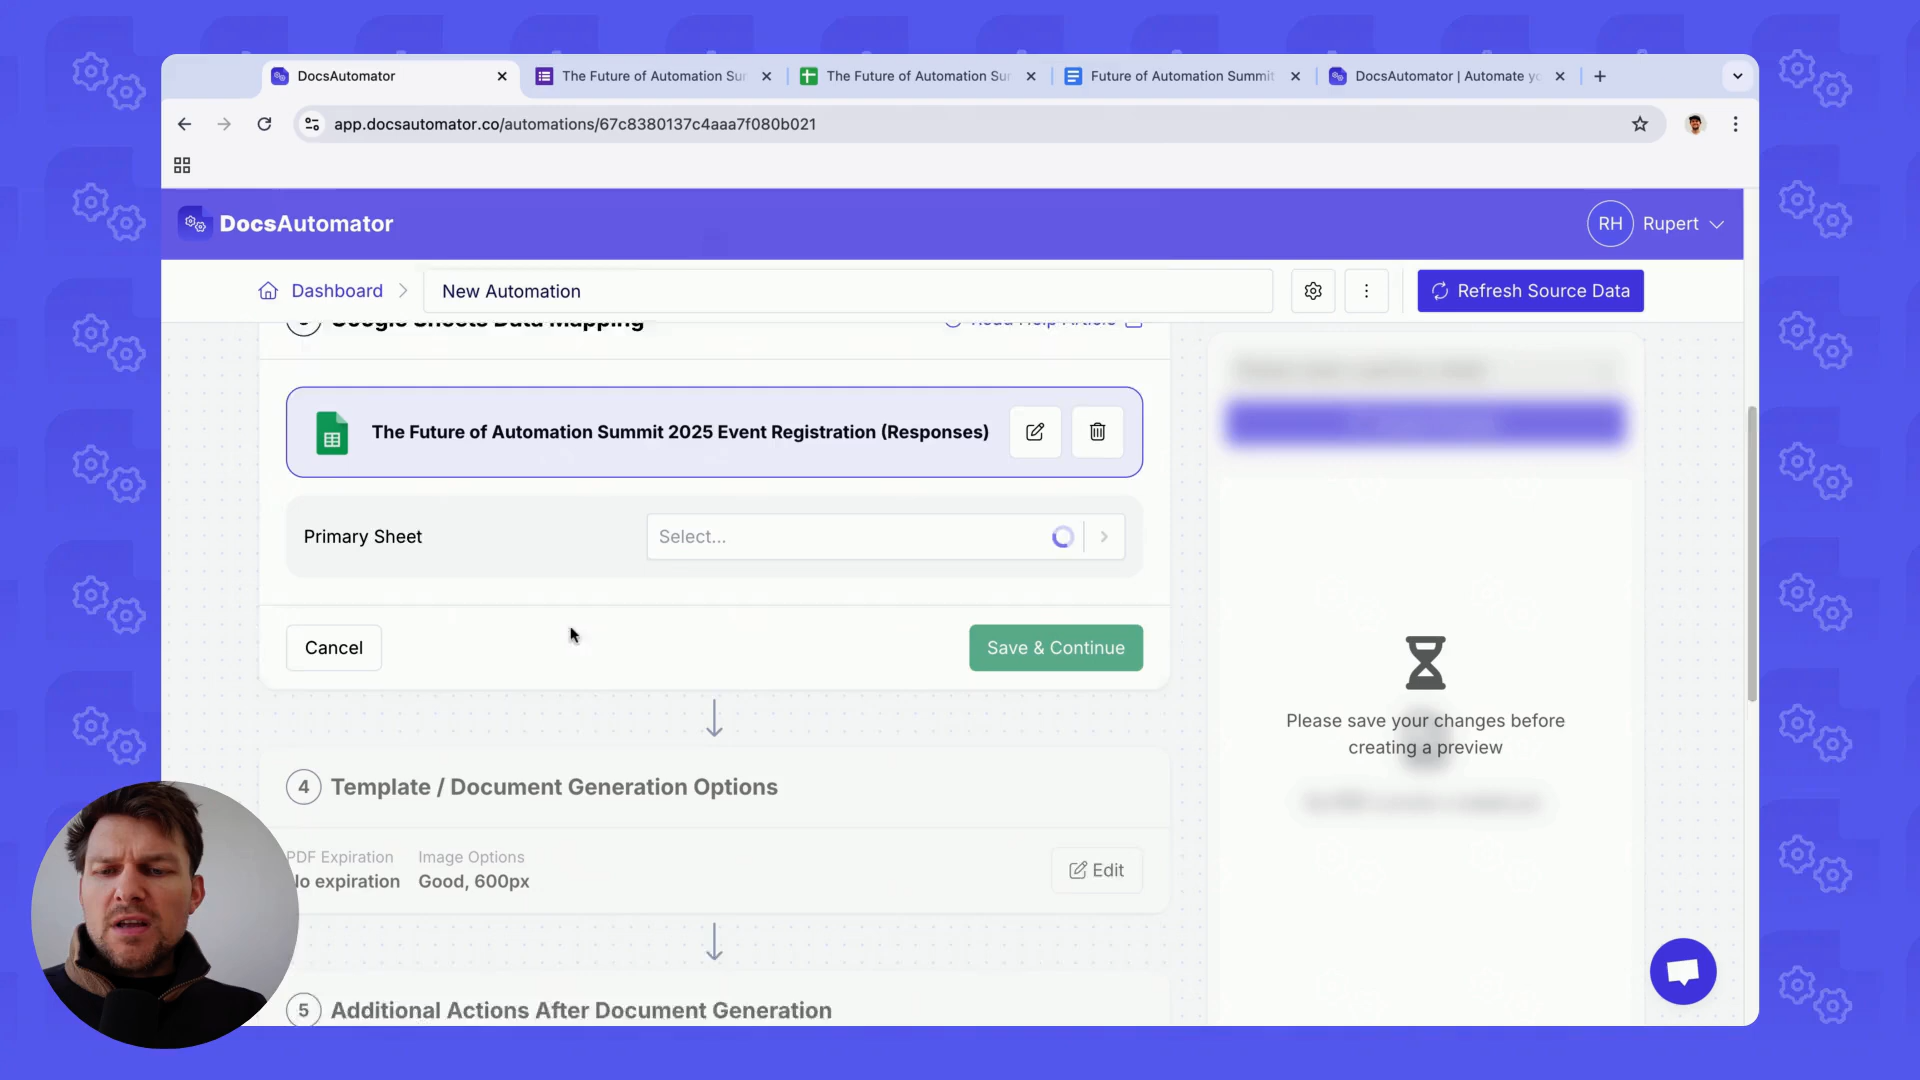 DocsAutomator
The Future of Automation Sur
The Future of Automation Sur
Future of Automation Summit
DocsAutomator | Automate yo
app.docsautomator.co/automations/67c8380137c4aaa7f080b021
DocsAutomator
RH Rupert
Dashboard
New Automation
Refresh Source Data
Google Sheets Data Mapping
Read Help Article
The Future of Automation Summit 2025 Event Registration (Responses)
Primary Sheet
Select...
Cancel
Save & Continue
Please save your changes before
creating a preview
4 Template / Document Generation Options
PDF Expiration Image Options
No expiration Good, 600px
Edit
5 Additional Actions After Document Generation